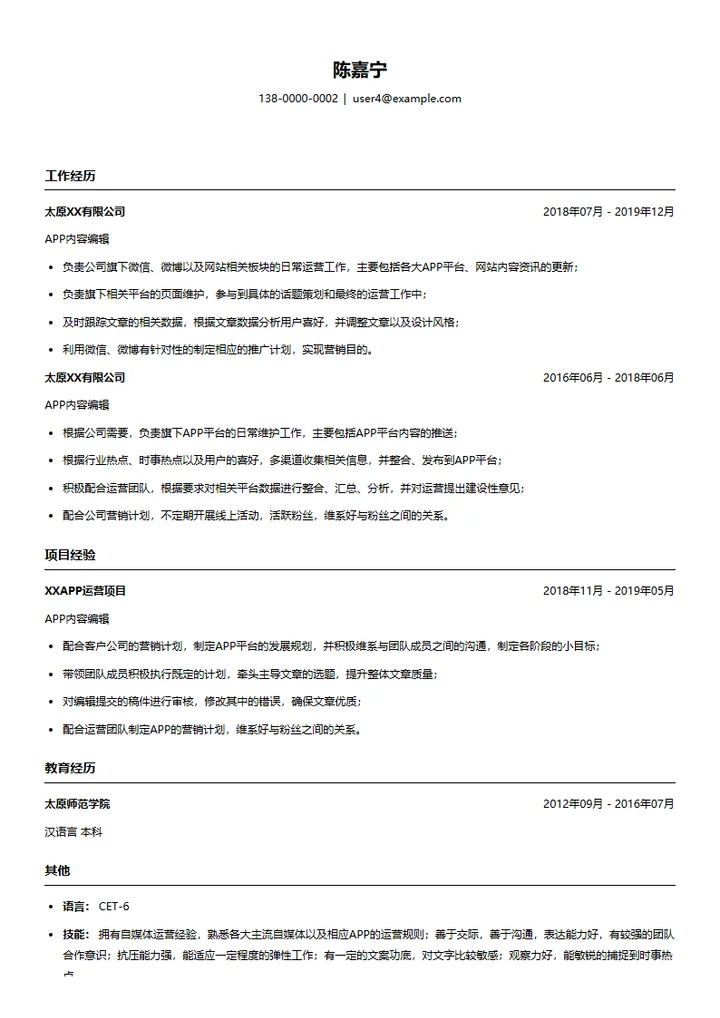 陈嘉宁
138-0000-0002 | user4@example.com
工作经历
太原XX有限公司 2018年07月 - 2019年12月
APP内容编辑
• 负责公司旗下微信、微博以及网站相关板块的日常运营工作，主要包括各大APP平台、网站内容资讯的更新；
• 负责旗下相关平台的页面维护，参与到具体的话题策划和最终的运营工作中；
• 及时跟踪文章的相关数据，根据文章数据分析用户喜好，并调整文章以及设计风格；
• 利用微信、微博有针对性的制定相应的推广计划，实现营销目的。
太原XX有限公司 2016年06月 - 2018年06月
APP内容编辑
• 根据公司需要，负责旗下APP平台的日常维护工作，主要包括APP平台内容的推送；
• 根据行业热点、时事热点以及用户的喜好，多渠道收集相关信息，并整合、发布到APP平台；
• 积极配合运营团队，根据要求对相关平台数据进行整合、汇总、分析，并对运营提出建设性意见；
• 配合公司营销计划，不定期开展线上活动，活跃粉丝，维系好与粉丝之间的关系。
项目经验
XXAPP运营项目 2018年11月 - 2019年05月
APP内容编辑
• 配合客户公司的营销计划，制定APP平台的发展规划，并积极维系与团队成员之间的沟通，制定各阶段的小目标；
• 带领团队成员积极执行既定的计划，牵头主导文章的选题，提升整体文章质量；
• 对编辑提交的稿件进行审核，修改其中的错误，确保文章优质；
• 配合运营团队制定APP的营销计划，维系好与粉丝之间的关系。
教育经历
太原师范学院 2012年09月 - 2016年07月
汉语言 本科
其他
• 语言： CET-6
• 技能： 拥有自媒体运营经验，熟悉各大主流自媒体以及相应APP的运营规则；善于交际，善于沟通，表达能力好，有较强的团队
合作意识；抗压能力强，能适应一定程度的弹性工作；有一定的文案功底，对文字比较敏感；观察力好，能敏锐的捕捉到时事热
点